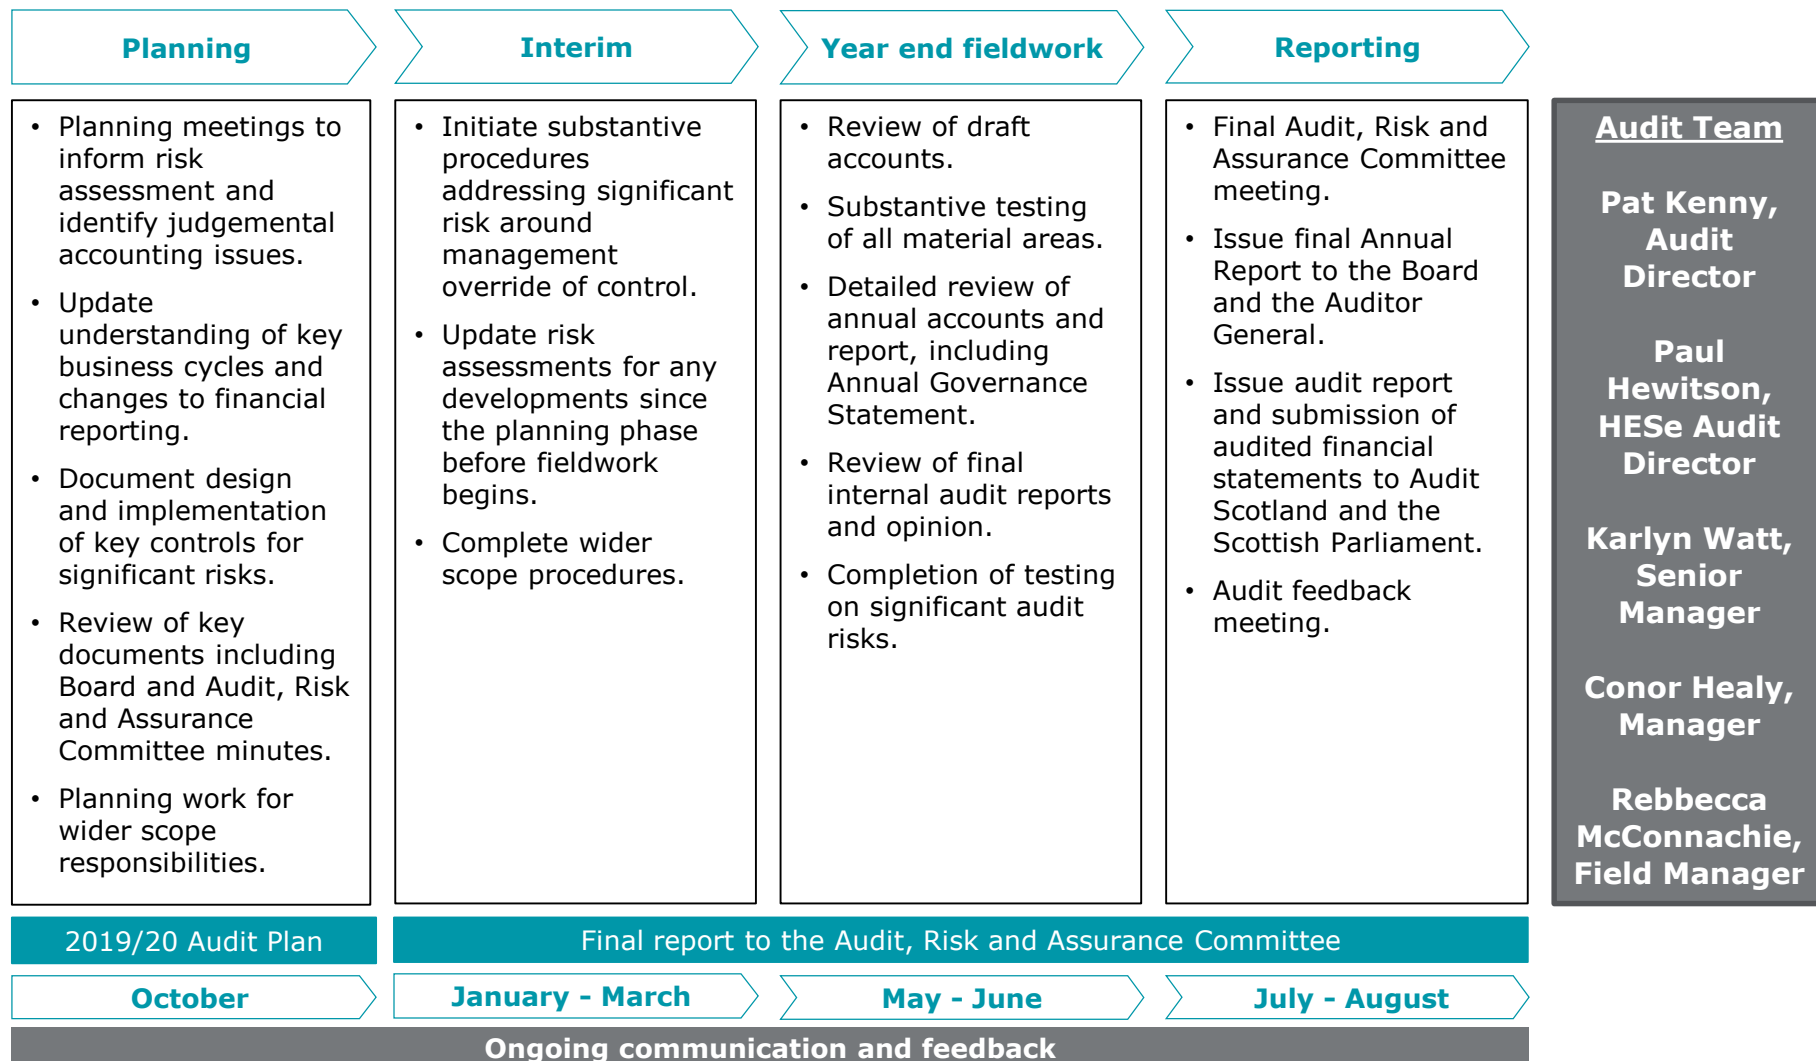 Planning
Interim
Year end fieldwork
Reporting
• Planning meetings to
inform risk
assessment and
identify judgemental
accounting issues.
• Update
understanding of key
business cycles and
changes to financial
reporting.
• Document design
and implementation
of key controls for
significant risks.
• Review of key
documents including
Board and Audit, Risk
and Assurance
Committee minutes.
• Planning work for
wider scope
responsibilities.
• Initiate substantive
procedures
addressing significant
risk around
management
override of control.
• Update risk
assessments for any
developments since
the planning phase
before fieldwork
begins.
• Complete wider
scope procedures.
• Review of draft
accounts.
• Substantive testing
of all material areas.
• Detailed review of
annual accounts and
report, including
Annual Governance
Statement.
• Review of final
internal audit reports
and opinion.
• Completion of testing
on significant audit
risks.
• Final Audit, Risk and
Assurance Committee
meeting.
• Issue final Annual
Report to the Board
and the Auditor
General.
• Issue audit report
and submission of
audited financial
statements to Audit
Scotland and the
Scottish Parliament.
• Audit feedback
meeting.
Audit Team
Pat Kenny,
Audit
Director
Paul
Hewitson,
HESe Audit
Director
Karlyn Watt,
Senior
Manager
Conor Healy,
Manager
Rebbecca
McConnachie,
Field Manager
2019/20 Audit Plan
Final report to the Audit, Risk and Assurance Committee
October
January - March
May - June
July - August
Ongoing communication and feedback